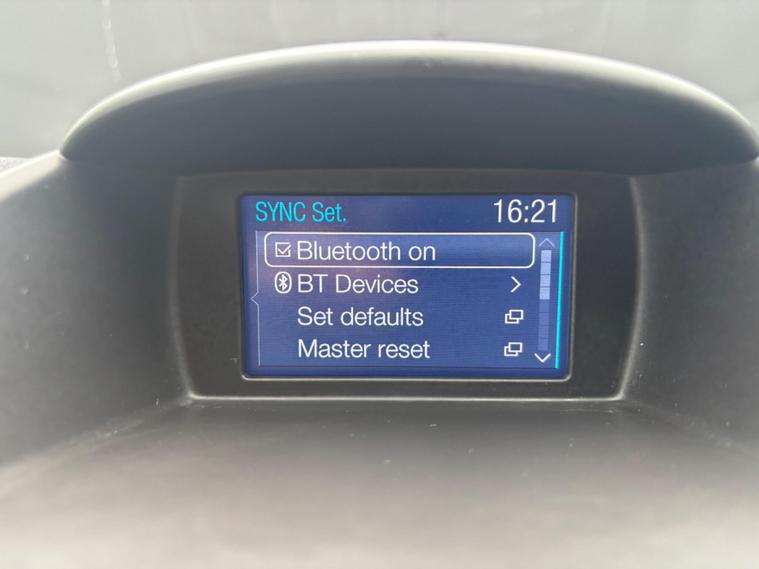 SYNC Set. 16:21
Bluetooth on
BT Devices
Set defaults
Master reset